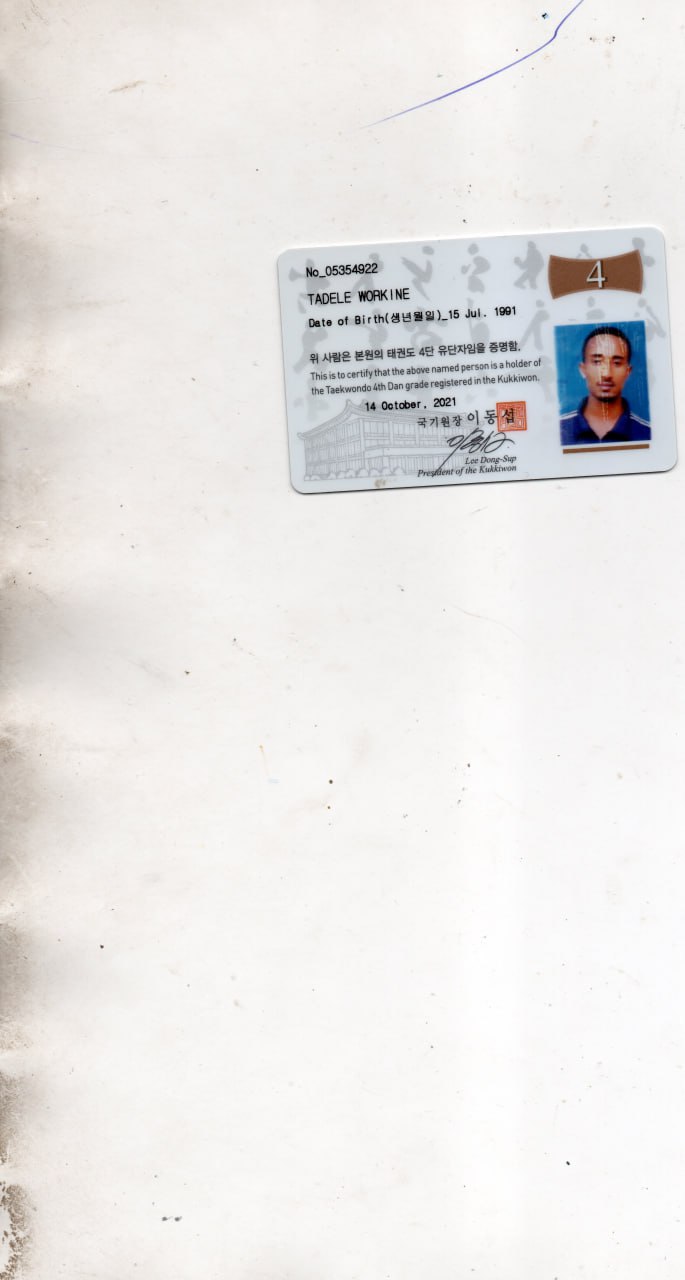 No_05354922
4
TADELE WORKINE
Date of Birth(생년월일)_15 Jul. 1991
위 사람은 본원의 태권도 4단 유단자임을 증명함.
This is to certify that the above named person is a holder of
the Taekwondo 4th Dan grade registered in the Kukkiwon.
14 October, 2021
국기원장 이동섭
Lee Dong-Sup
President of the Kukkiwon